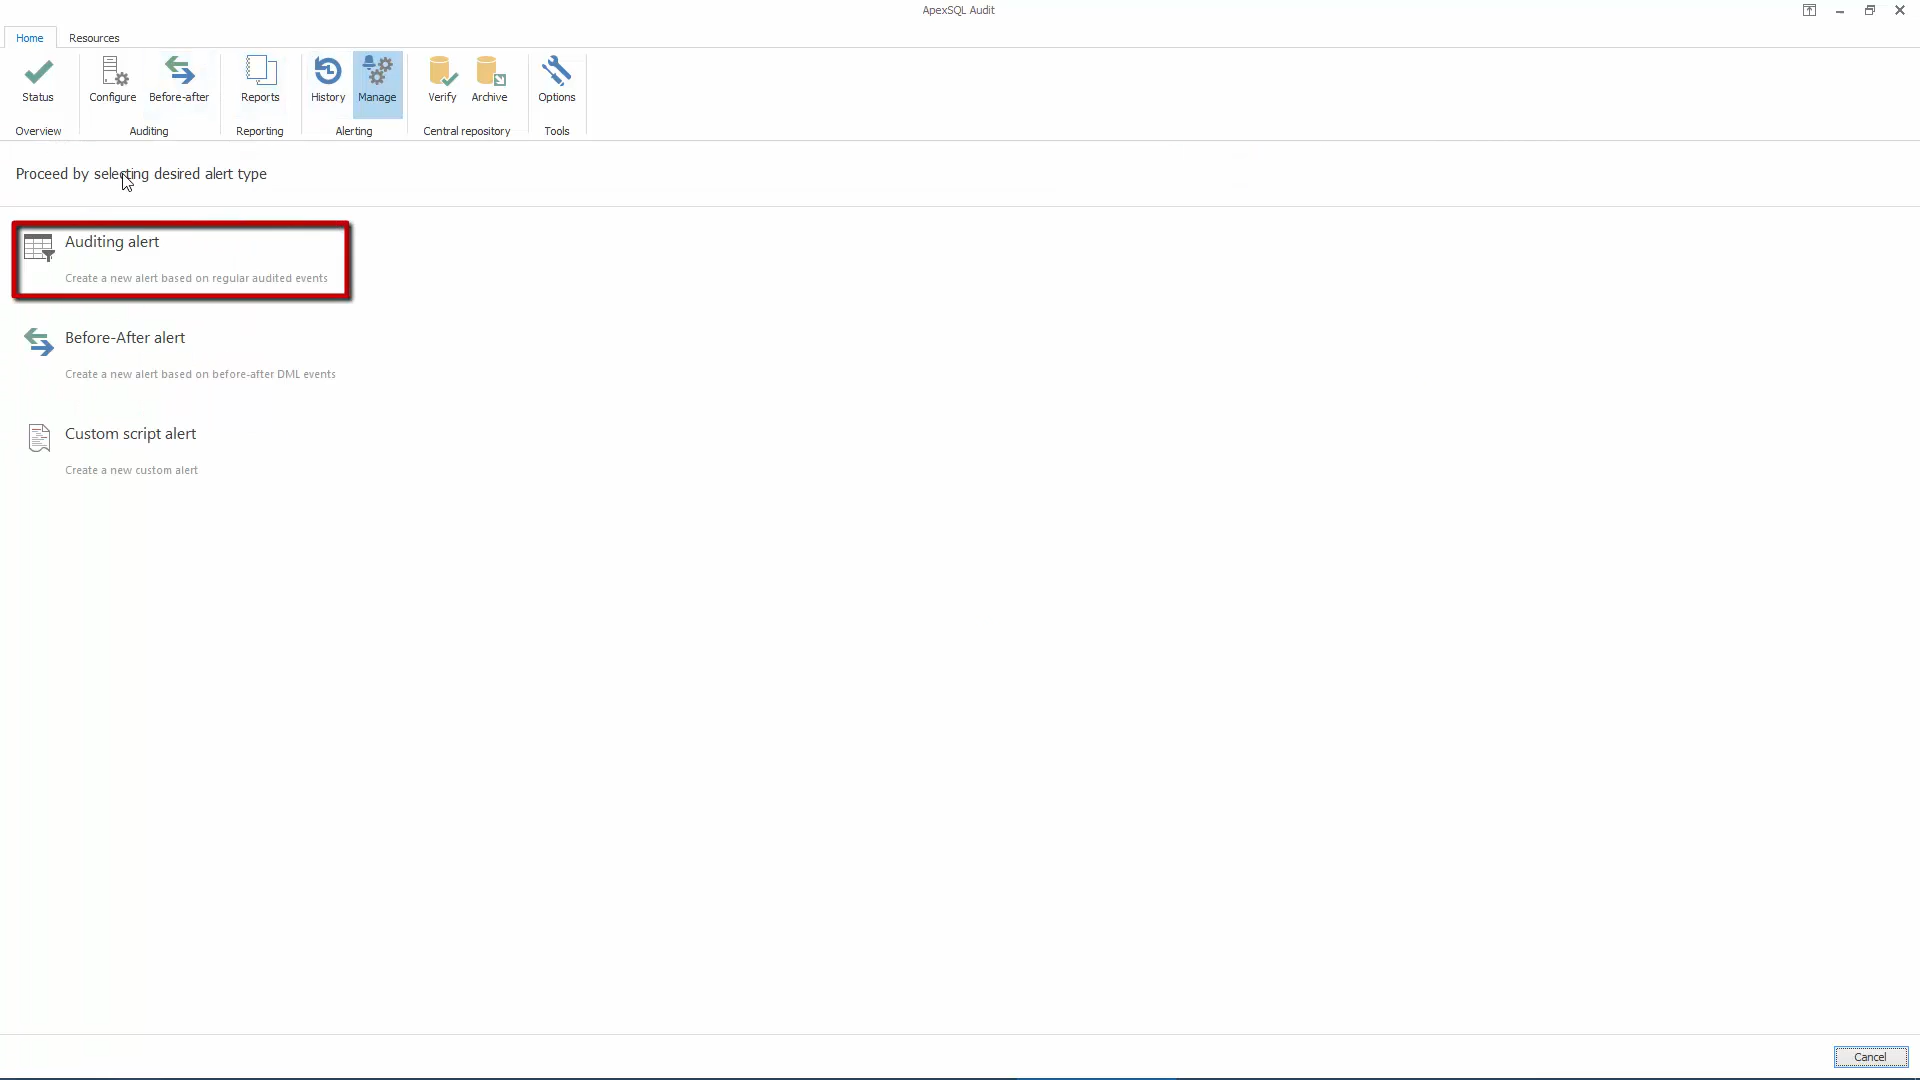 ApexSQL Audit
Home Resources
Status Configure Before-after Reports History Manage Verify Archive Options
Overview Auditing Reporting Alerting Central repository Tools
Proceed by selecting desired alert type
Auditing alert
Create a new alert based on regular audited events
Before-After alert
Create a new alert based on before-after DML events
Custom script alert
Create a new custom alert
Cancel